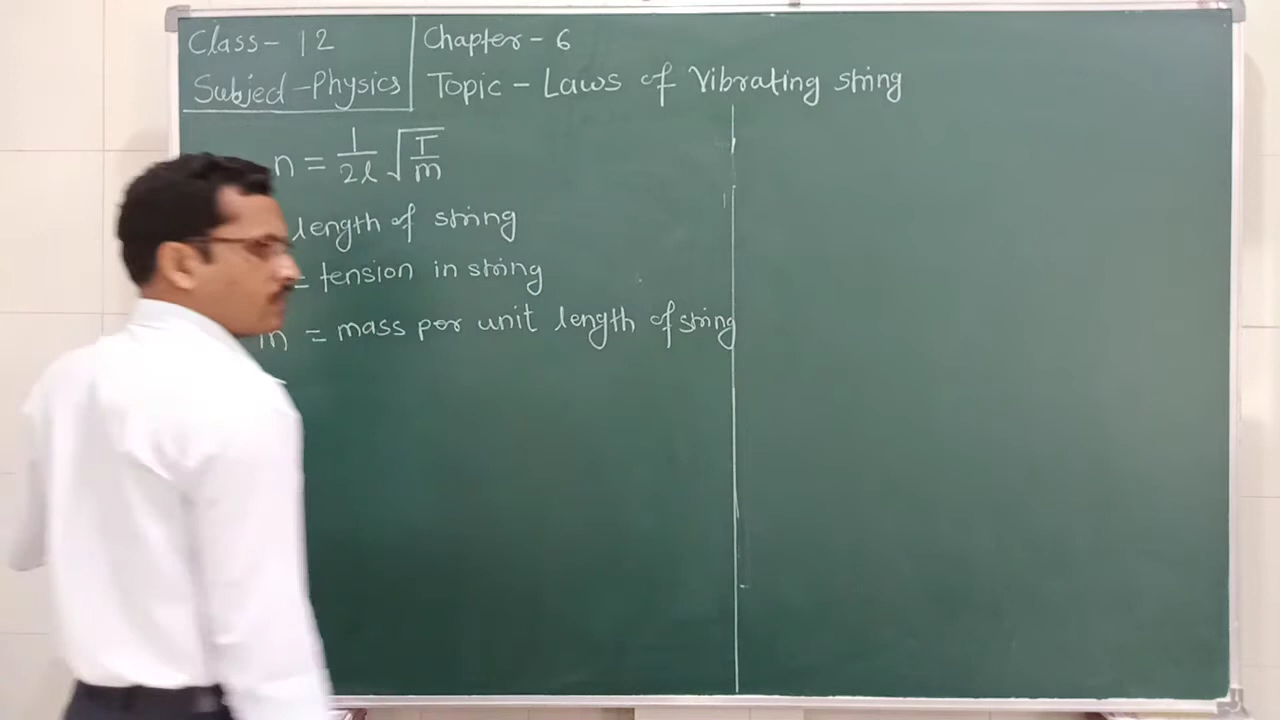 Class- 12
Subject -Physics
Chapter - 6
Topic - Laws of Vibrating string
n = 1/2l √T/m
length of string
= tension in string
m = mass per unit length of string